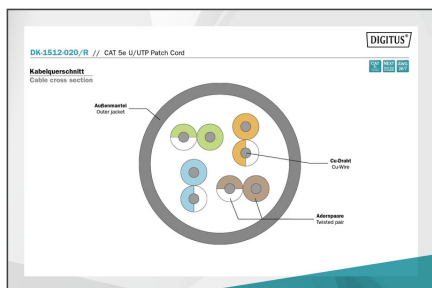 DIGITUS®
DK-1512-020/R // CAT 5e U/UTP Patch Cord
Kabelquerschnitt
Cable cross section
Außenmantel
Outer jacket
Cu-Draht
Cu-Wire
Adernpaare
Twisted pair